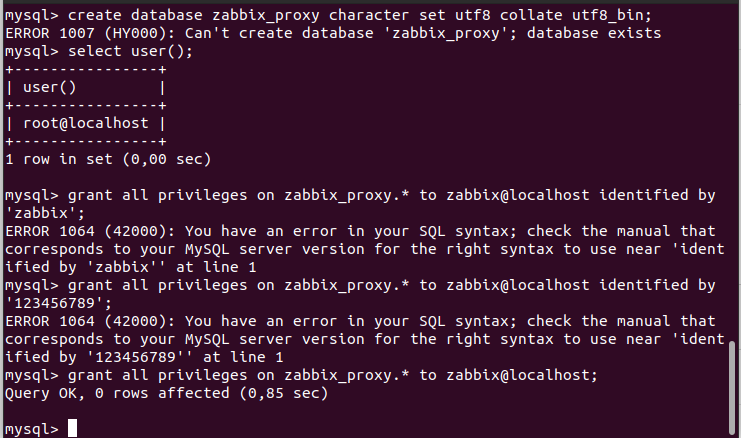 mysql> create database zabbix_proxy character set utf8 collate utf8_bin;
ERROR 1007 (HY000): Can't create database 'zabbix_proxy'; database exists
mysql> select user();
+----------------+
| user()         |
+----------------+
| root@localhost |
+----------------+
1 row in set (0,00 sec)

mysql> grant all privileges on zabbix_proxy.* to zabbix@localhost identified by
'zabbix';
ERROR 1064 (42000): You have an error in your SQL syntax; check the manual that
corresponds to your MySQL server version for the right syntax to use near 'ident
ified by 'zabbix'' at line 1
mysql> grant all privileges on zabbix_proxy.* to zabbix@localhost identified by
'123456789';
ERROR 1064 (42000): You have an error in your SQL syntax; check the manual that
corresponds to your MySQL server version for the right syntax to use near 'ident
ified by '123456789'' at line 1
mysql> grant all privileges on zabbix_proxy.* to zabbix@localhost;
Query OK, 0 rows affected (0,85 sec)

mysql>